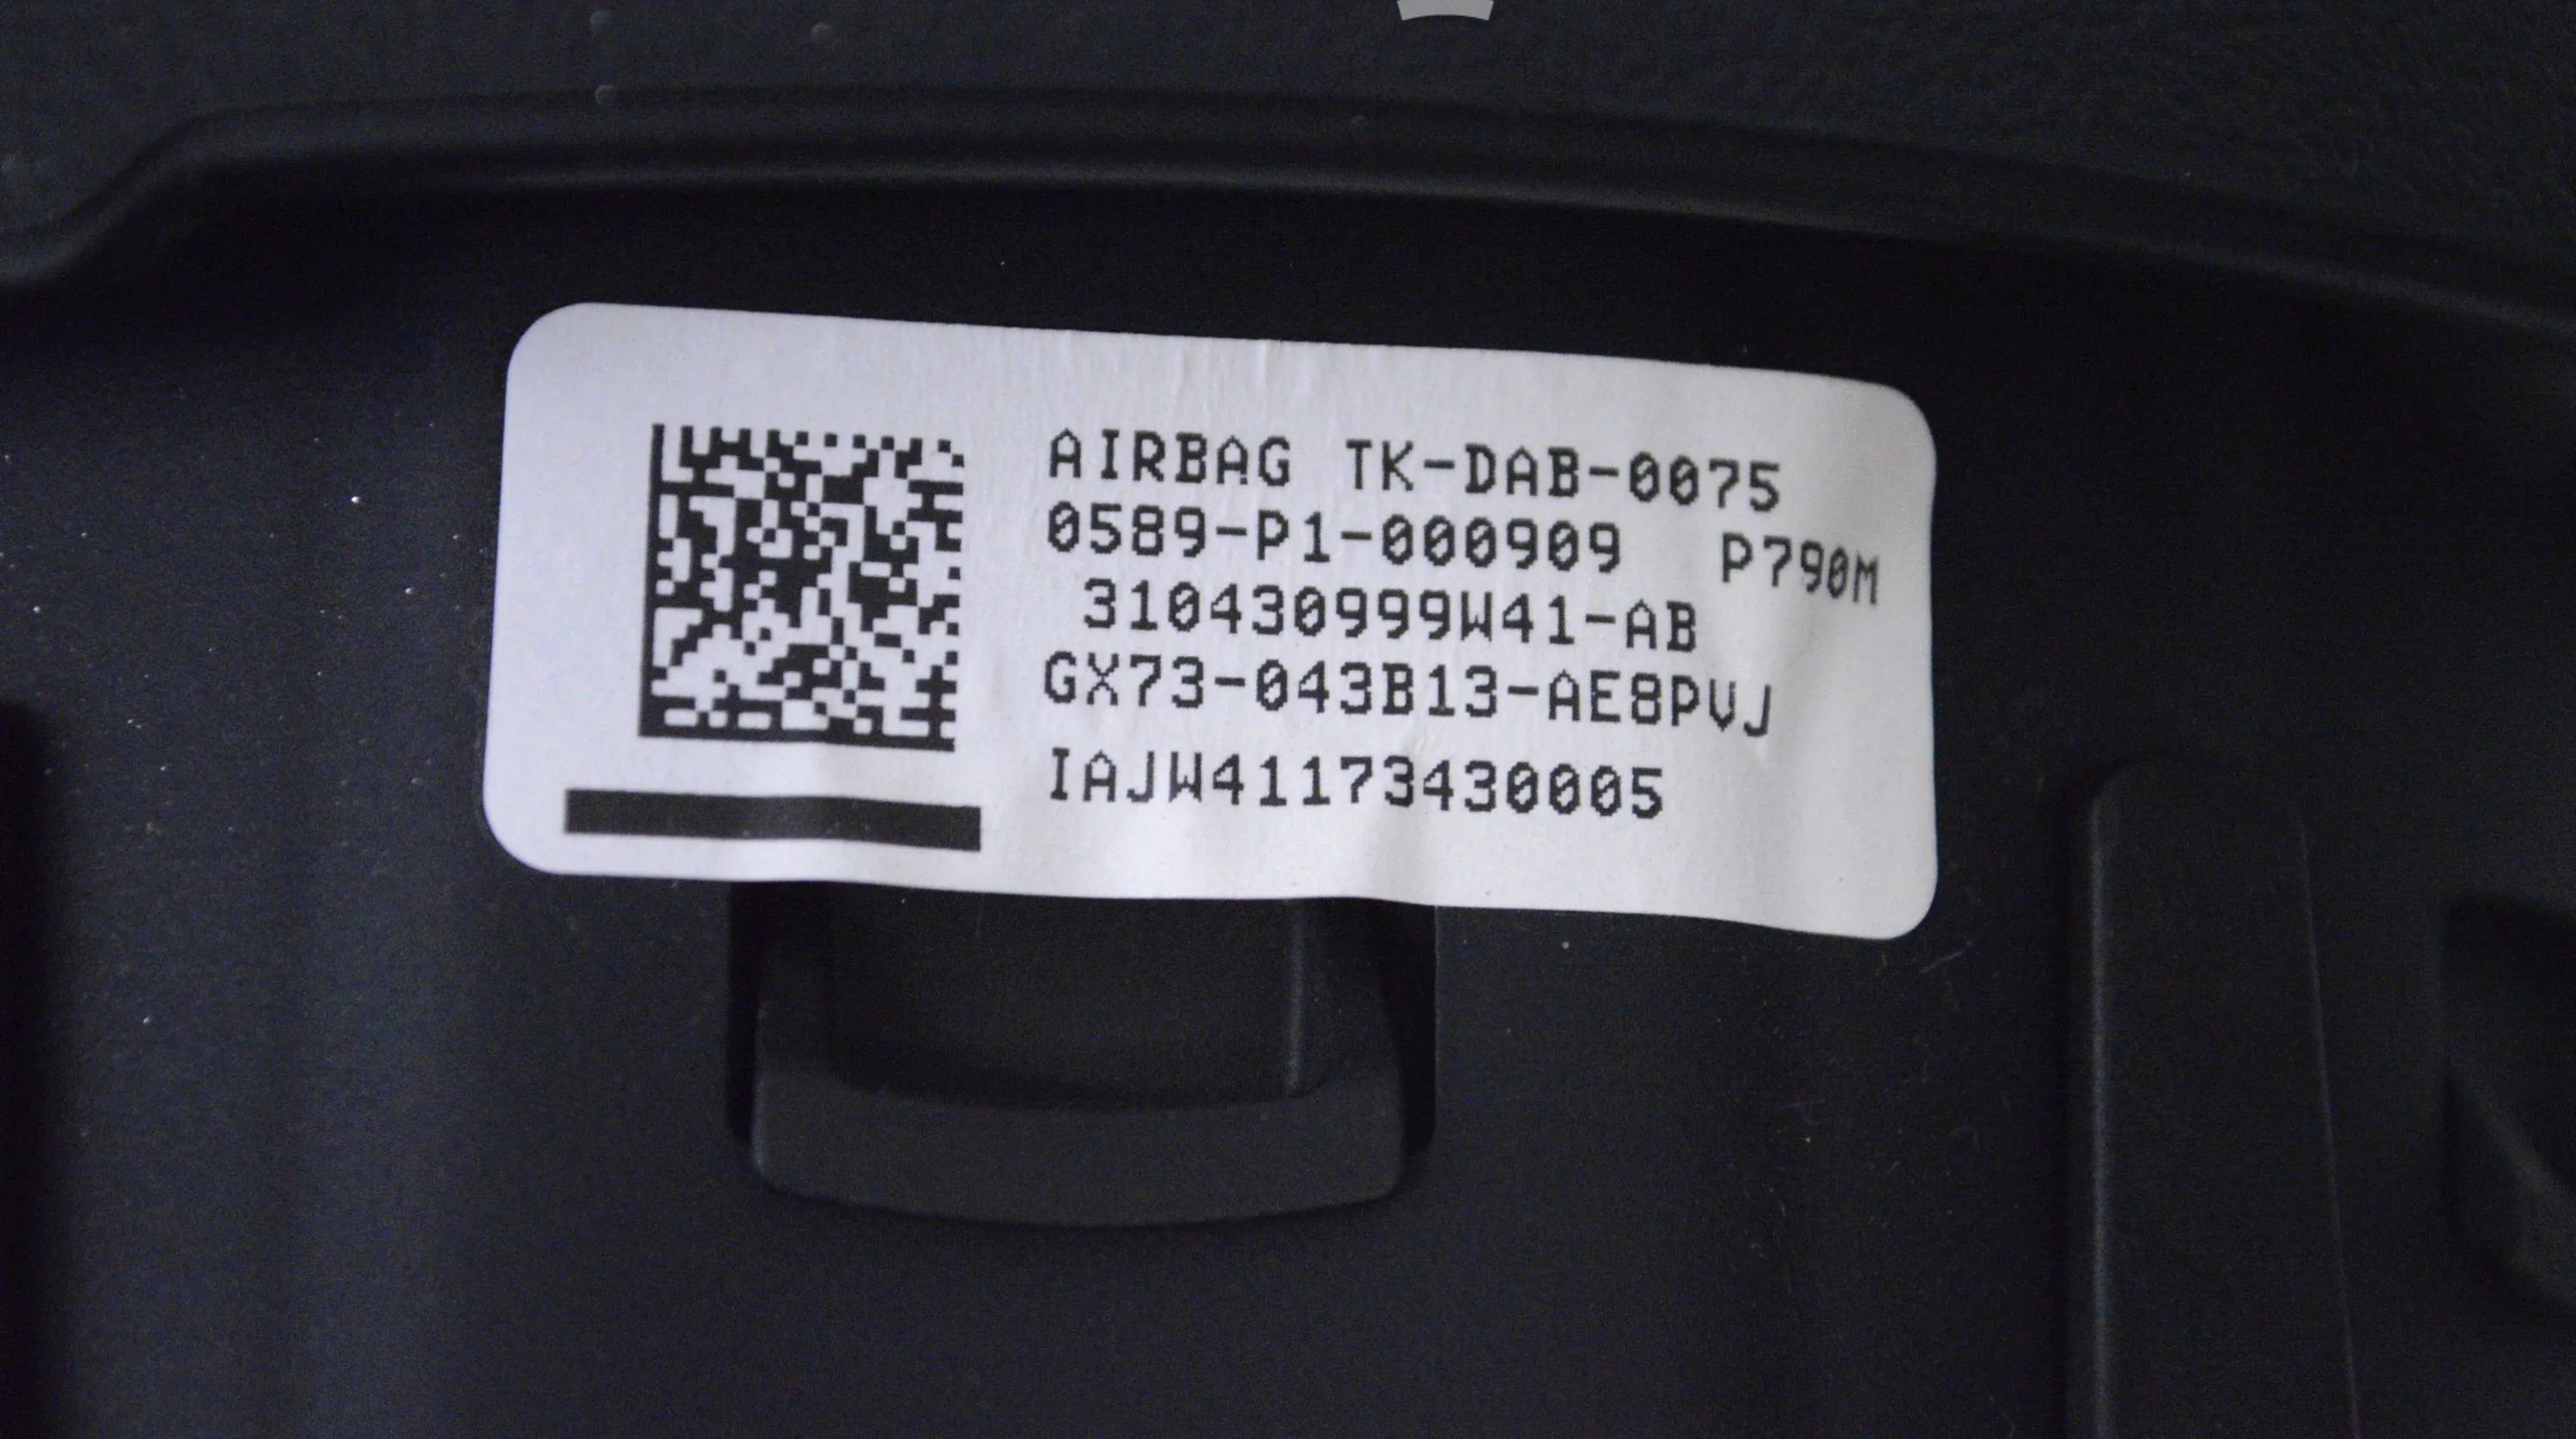 AIRBAG TK-DAB-0075
0589-P1-000909 P790M
310430999W41-AB
GX73-043B13-AE8PVJ
IAJW41173430005